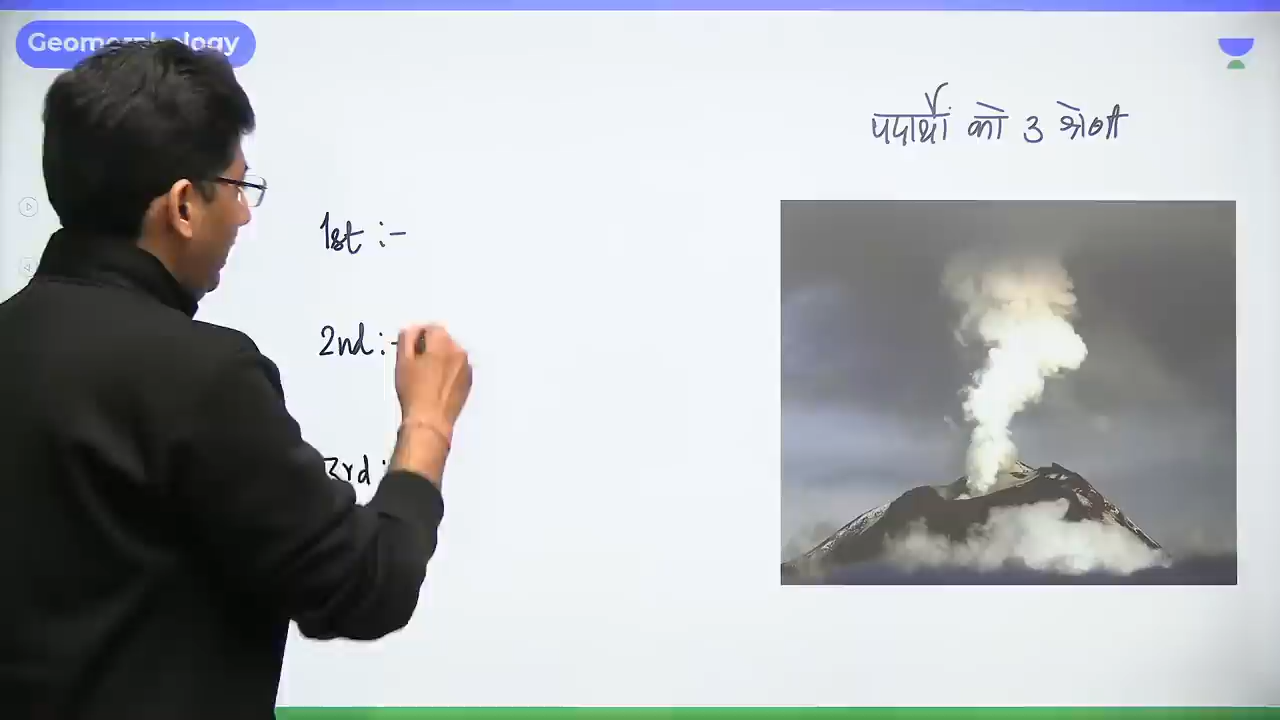 Geomorphology
पदार्थों को 3 श्रेणी
1st :-
2nd :-
3rd :